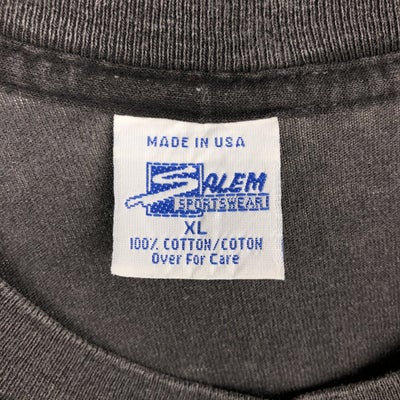 MADE IN USA
SALEM
SPORTSWEAR
XL
100% COTTON/COTON
Over For Care